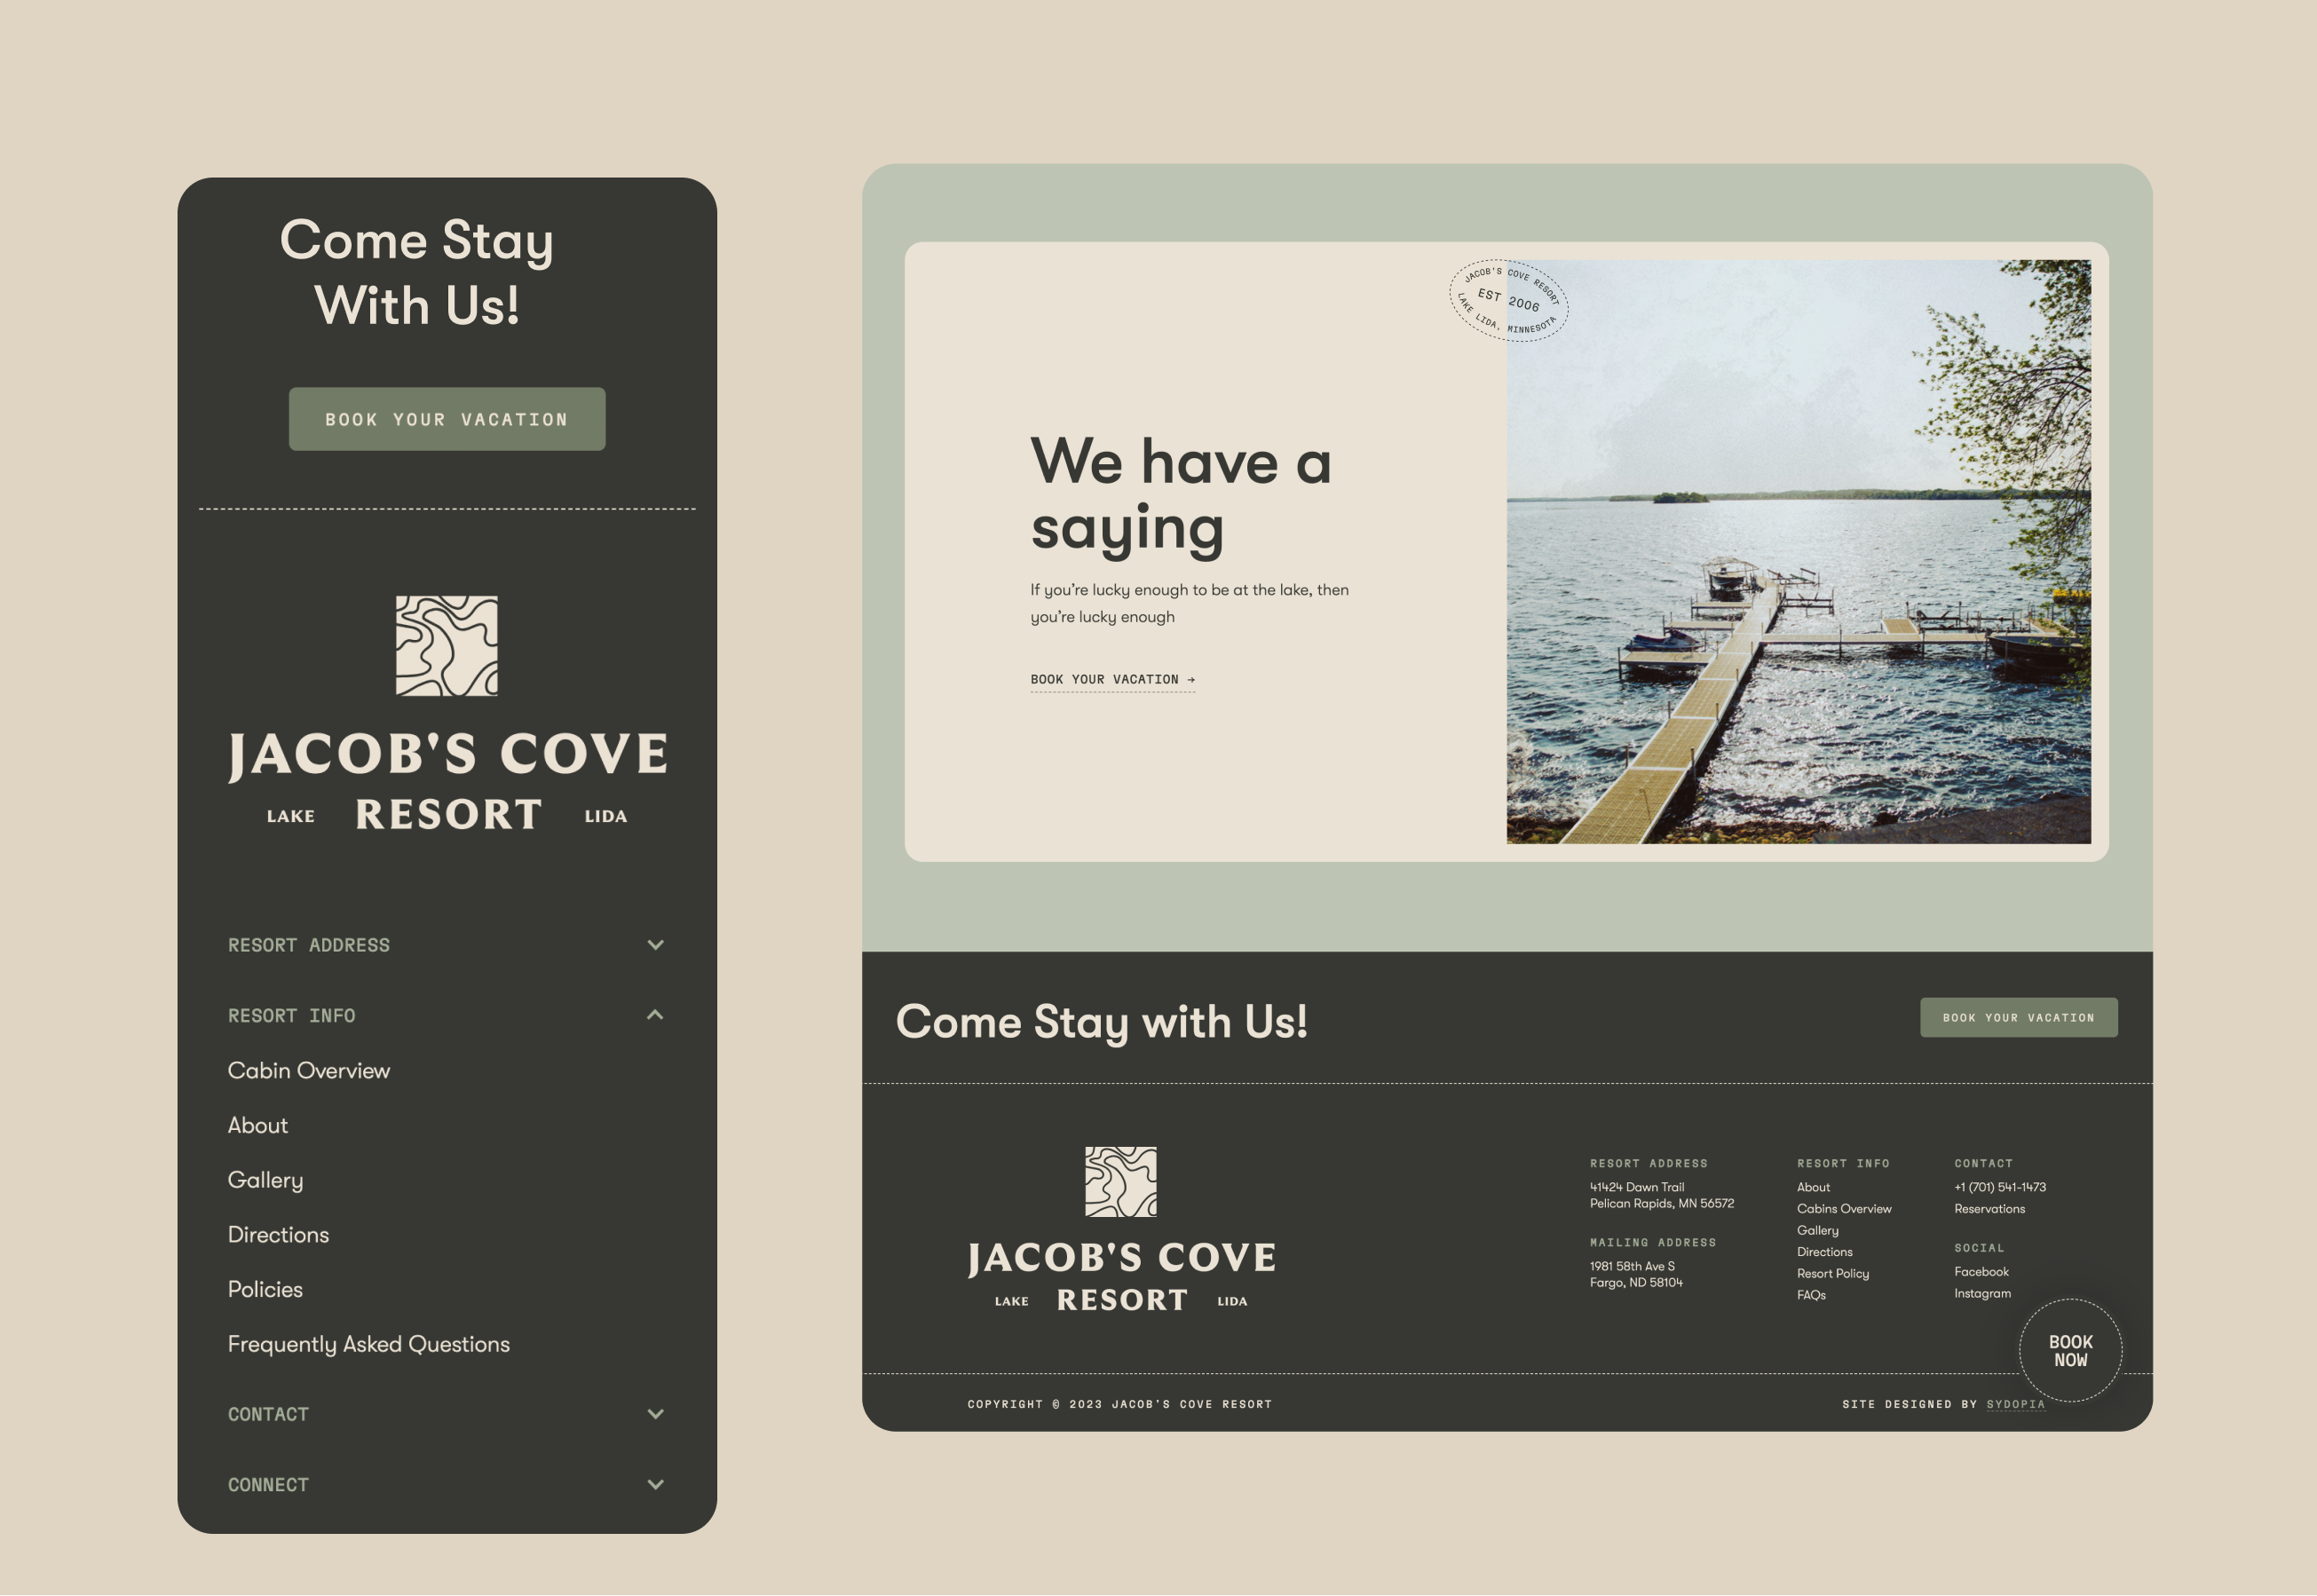 Come Stay
With Us!
BOOK YOUR VACATION
JACOB'S COVE
LAKE RESORT LIDA
RESORT ADDRESS
RESORT INFO
Cabin Overview
About
Gallery
Directions
Policies
Frequently Asked Questions
CONTACT
CONNECT
JACOB'S COVE RESORT
EST 2006
LAKE LIDA, MINNESOTA
We have a
saying
If you’re lucky enough to be at the lake, then
you’re lucky enough
BOOK YOUR VACATION →
Come Stay with Us!
BOOK YOUR VACATION
JACOB'S COVE
LAKE RESORT LIDA
RESORT ADDRESS
41424 Dawn Trail
Pelican Rapids, MN 56572
MAILING ADDRESS
1981 58th Ave S
Fargo, ND 58104
RESORT INFO
About
Cabins Overview
Gallery
Directions
Resort Policy
FAQs
CONTACT
+1 (701) 541-1473
Reservations
SOCIAL
Facebook
Instagram
BOOK
NOW
COPYRIGHT © 2023 JACOB'S COVE RESORT
SITE DESIGNED BY SYDOPIA